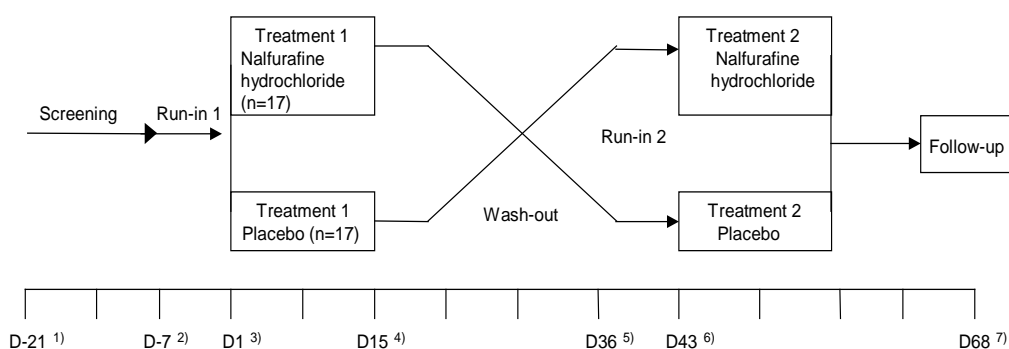 Screening
Run-in 1
Treatment 1
Nalfurafine
hydrochloride
(n=17)
Treatment 1
Placebo (n=17)
Wash-out
Run-in 2
Treatment 2
Nalfurafine
hydrochloride
Treatment 2
Placebo
Follow-up
D-21 1) D-7 2) D1 3) D15 4) D36 5) D43 6) D68 7)